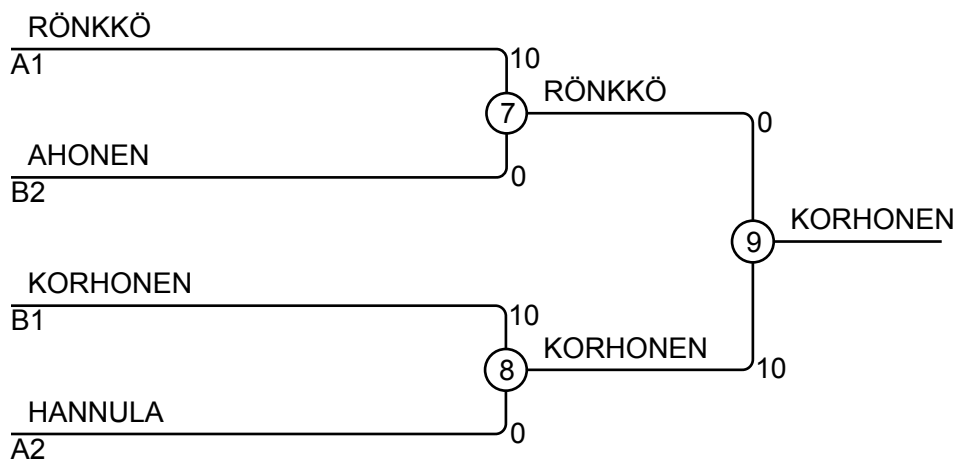 RÖNKKÖ
A1
10
7
RÖNKKÖ
AHONEN
B2
0
0
9
KORHONEN
KORHONEN
B1
10
8
KORHONEN
10
HANNULA
A2
0